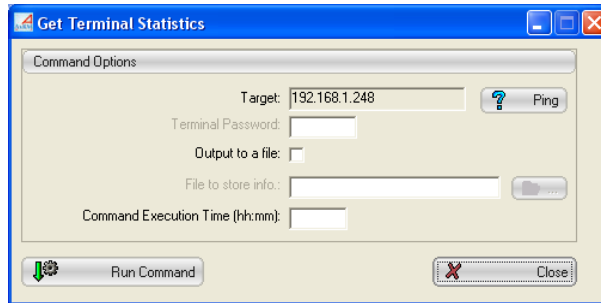 Get Terminal Statistics
Command Options
Target: 192.168.1.248 Ping
Terminal Password:
Output to a file:
File to store info.: ...
Command Execution Time (hh:mm):
Run Command Close